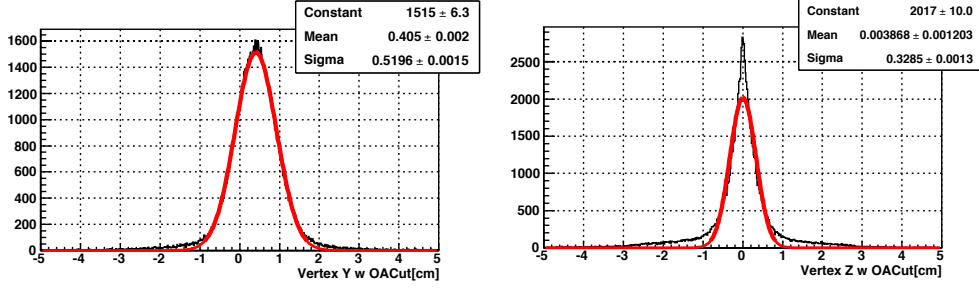 Constant 1515 ± 6.3
Mean 0.405 ± 0.002
Sigma 0.5196 ± 0.0015
1600
1400
1200
1000
800
600
400
200
0
-5 -4 -3 -2 -1 0 1 2 3 4 5
Vertex Y w OACut[cm]
Constant 2017 ± 10.0
Mean 0.003868 ± 0.001203
Sigma 0.3285 ± 0.0013
2500
2000
1500
1000
500
0
-5 -4 -3 -2 -1 0 1 2 3 4 5
Vertex Z w OACut[cm]